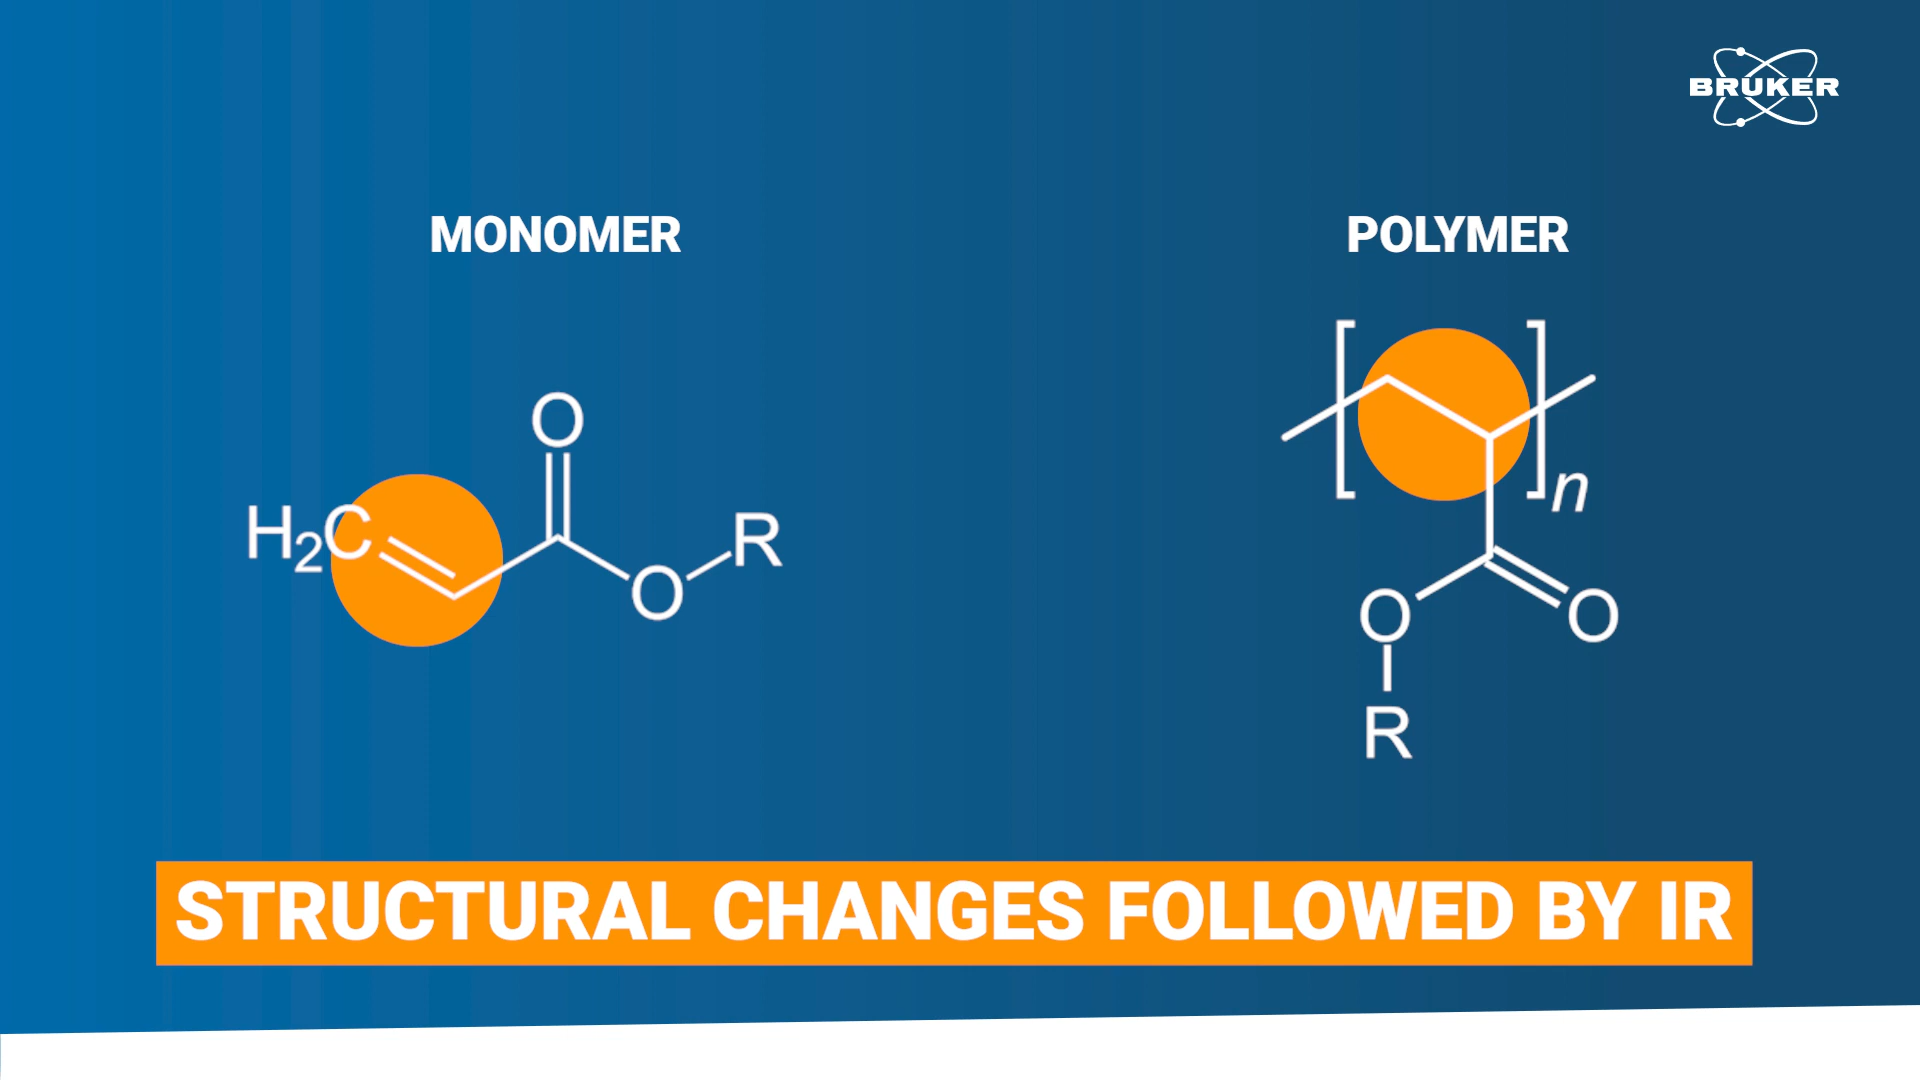 BRUKER
MONOMER
POLYMER
O
H₂C
R
O
n
O
O
R
STRUCTURAL CHANGES FOLLOWED BY IR